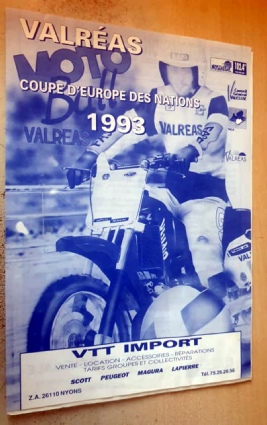 VALRÉAS
MOTO
Ball
COUPE D'EUROPE DES NATIONS
VALREAS
VALREAS
1993
VALRÉAS
VTT IMPORT
VENTE - LOCATION - ACCESSOIRES - RÉPARATIONS
TARIFS GROUPES ET COLLECTIVITÉS
SCOTT PEUGEOT MAGURA LAPIERRE
Z.A. 26110 NYONS
Tél. 75.26.26.56